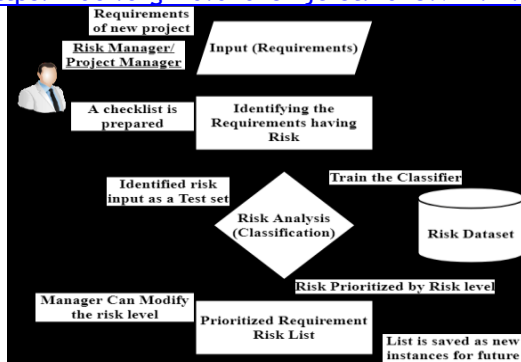 Requirements
of new project
Risk Manager/
Project Manager
Input (Requirements)
A checklist is
prepared
Identifying the
Requirements having
Risk
Identified risk
input as a Test set
Train the Classifier
Risk Analysis
(Classification)
Risk Dataset
Risk Prioritized by Risk level
Manager Can Modify
the risk level
Prioritized Requirement
Risk List
List is saved as new
instances for future